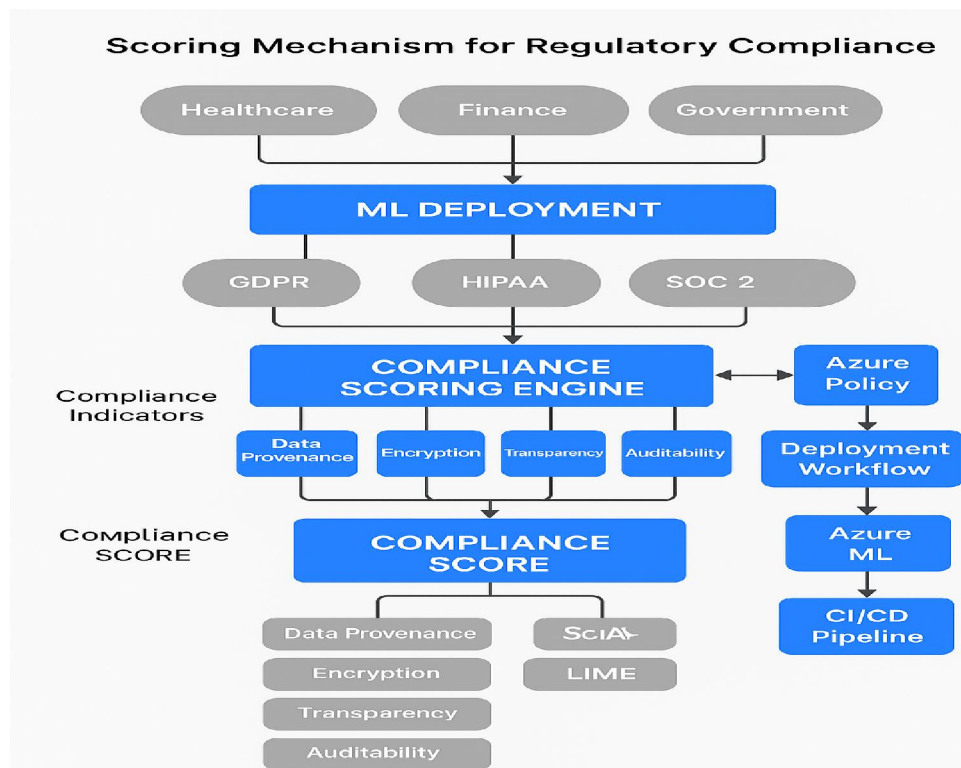 Scoring Mechanism for Regulatory Compliance
Healthcare
Finance
Government
ML DEPLOYMENT
GDPR
HIPAA
SOC 2
COMPLIANCE
SCORING ENGINE
Azure
Policy
Compliance
Indicators
Data
Provenance
Encryption
Transparency
Auditability
Deployment
Workflow
Compliance
SCORE
COMPLIANCE
SCORE
Azure
ML
CI/CD
Pipeline
Data Provenance
Encryption
Transparency
Auditability
LIME